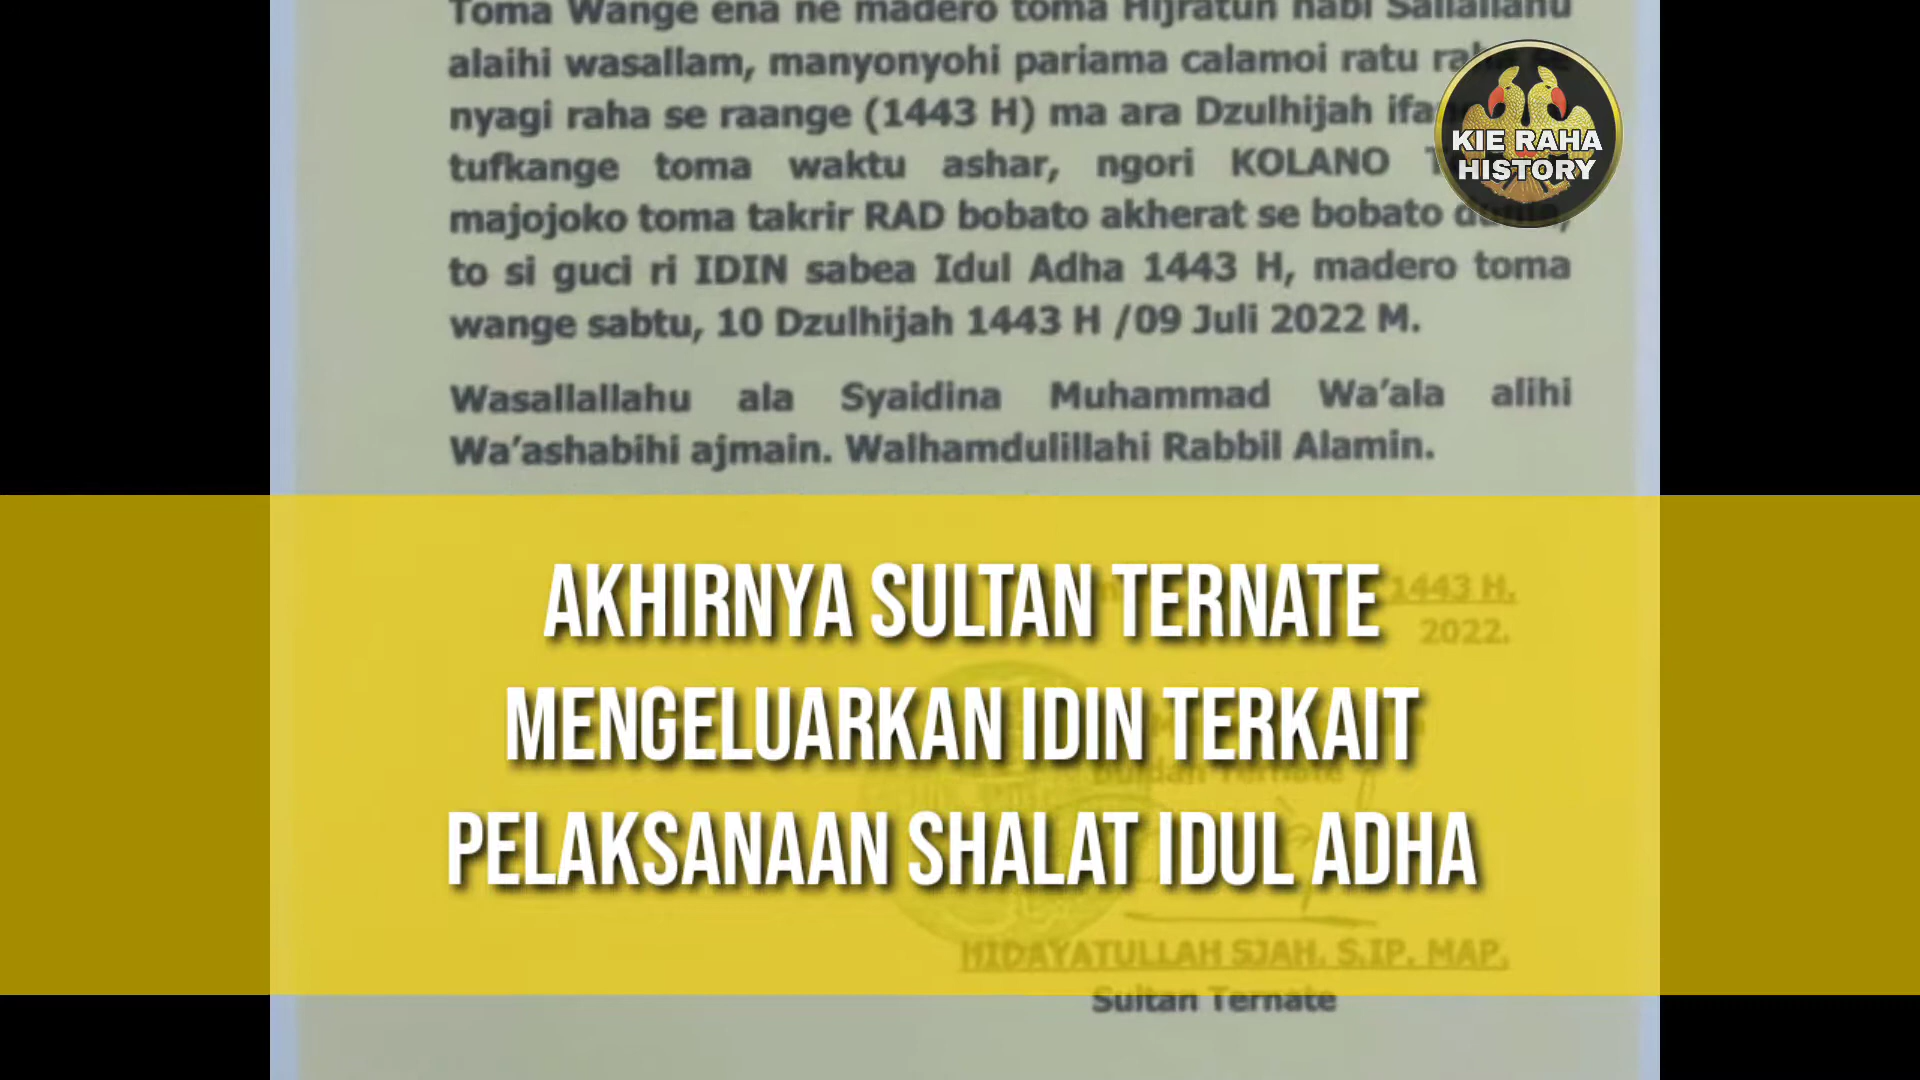 Toma Wange ena ne madero toma Hijratun nabi Sallallahu
alaihi wasallam, manyonyohi pariama calamoi ratu raha se
nyagi raha se raange (1443 H) ma ara Dzulhijah
tufkange toma waktu ashar, ngori KOLANO
majojoko toma takrir RAD bobato akherat se bobato
to si guci ri IDIN sabea Idul Adha 1443 H, madero toma
wange sabtu, 10 Dzulhijah 1443 H /09 Juli 2022 M.
Wasallallahu ala Syaidina Muhammad Wa’ala alihi
Wa’ashabihi ajmain. Walhamdulillahi Rabbil Alamin.
KIE RAHA
HISTORY
1443 H.
2022.
AKHIRNYA SULTAN TERNATE
MENGELUARKAN IDIN TERKAIT
PELAKSANAAN SHALAT IDUL ADHA
HIDAYATULLAH SJAH. S.IP. MAP.
Sultan Ternate